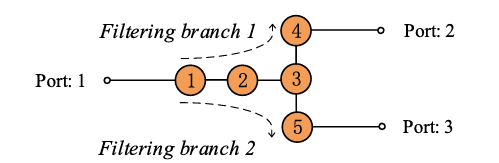 Filtering branch 1
4
Port: 2
Port: 1
1
2
3
5
Port: 3
Filtering branch 2